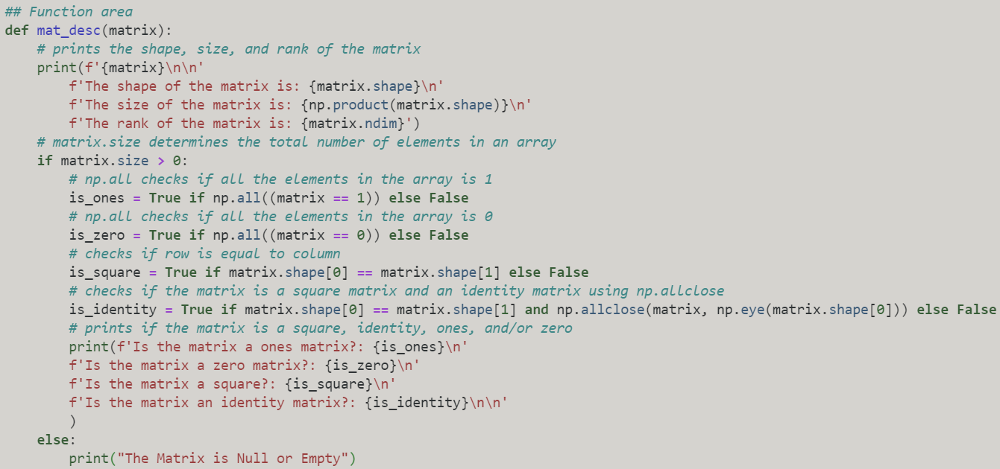 ## Function area
def mat_desc(matrix):
    # prints the shape, size, and rank of the matrix
    print(f'{matrix}\n\n'
        f'The shape of the matrix is: {matrix.shape}\n'
        f'The size of the matrix is: {np.product(matrix.shape)}\n'
        f'The rank of the matrix is: {matrix.ndim}')
    # matrix.size determines the total number of elements in an array
    if matrix.size > 0:
        # np.all checks if all the elements in the array is 1
        is_ones = True if np.all((matrix == 1)) else False
        # np.all checks if all the elements in the array is 0
        is_zero = True if np.all((matrix == 0)) else False
        # checks if row is equal to column
        is_square = True if matrix.shape[0] == matrix.shape[1] else False
        # checks if the matrix is a square matrix and an identity matrix using np.allclose
        is_identity = True if matrix.shape[0] == matrix.shape[1] and np.allclose(matrix, np.eye(matrix.shape[0])) else False
        # prints if the matrix is a square, identity, ones, and/or zero
        print(f'Is the matrix a ones matrix?: {is_ones}\n'
        f'Is the matrix a zero matrix?: {is_zero}\n'
        f'Is the matrix a square?: {is_square}\n'
        f'Is the matrix an identity matrix?: {is_identity}\n\n'
        )
    else:
        print("The Matrix is Null or Empty")